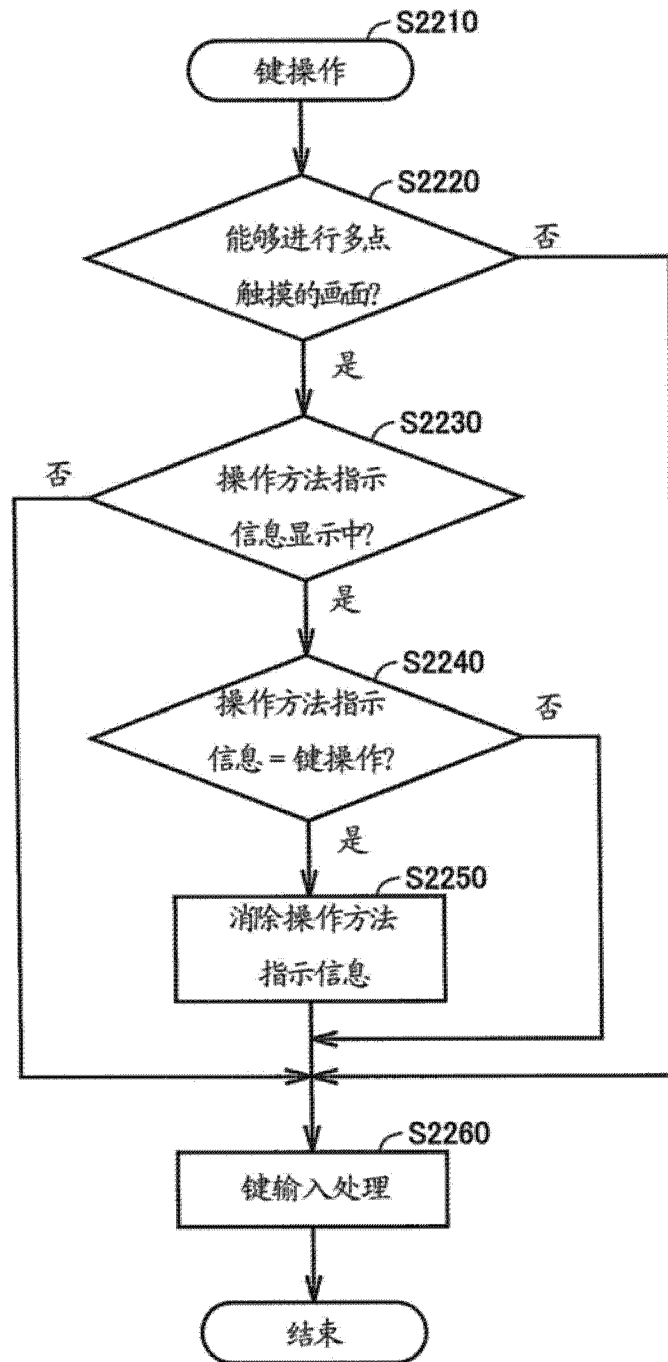 S2210
键操作
S2220
能够进行多点
触摸的画面?
否
是
S2230
否
操作方法指示
信息显示中?
是
S2240
操作方法指示
信息=键操作?
否
是
S2250
消除操作方法
指示信息
S2260
键输入处理
结束